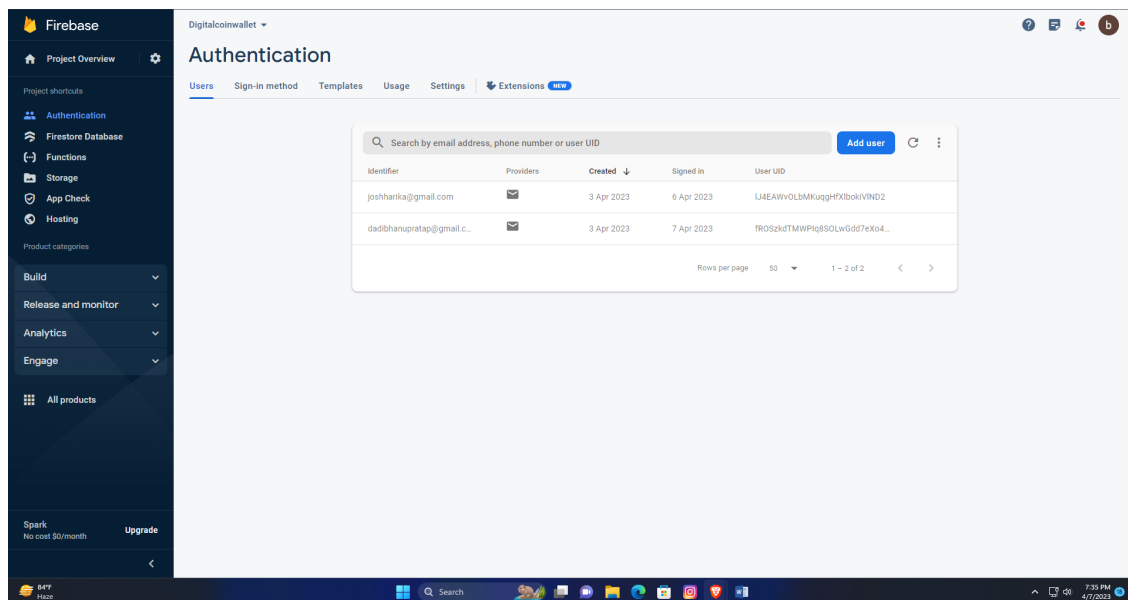 Firebase
Project Overview
Project shortcuts
Authentication
Firestore Database
Functions
Storage
App Check
Hosting
Product categories
Build
Release and monitor
Analytics
Engage
All products
Spark
No cost $0/month
Upgrade
Digitalcoinwallet
b
Authentication
Users Sign-in method Templates Usage Settings Extensions NEW
Search by email address, phone number or user UID
Add user
Identifier Providers Created Signed in User UID
joshharika@gmail.com 3 Apr 2023 6 Apr 2023 lJ4EAWvOLbMKuqgHfXlbokIVlND2
dadibhanupratap@gmail.c... 3 Apr 2023 7 Apr 2023 fROSzkdTMWPIq8SOLwGdd7eXo4...
Rows per page 50 1 – 2 of 2
84°F
Haze
Search
7:35 PM
4/7/2023